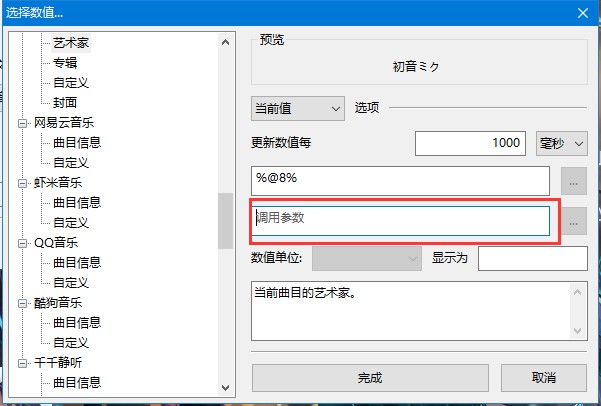 选择数值...
艺术家
专辑
自定义
封面
网易云音乐
曲目信息
自定义
虾米音乐
曲目信息
自定义
QQ音乐
曲目信息
自定义
酷狗音乐
曲目信息
自定义
千千静听
曲目信息
预览
初音ミク
当前值
选项
更新数值每
1000
毫秒
%@8%
...
调用参数
...
数值单位:
显示为
当前曲目的艺术家。
完成
取消